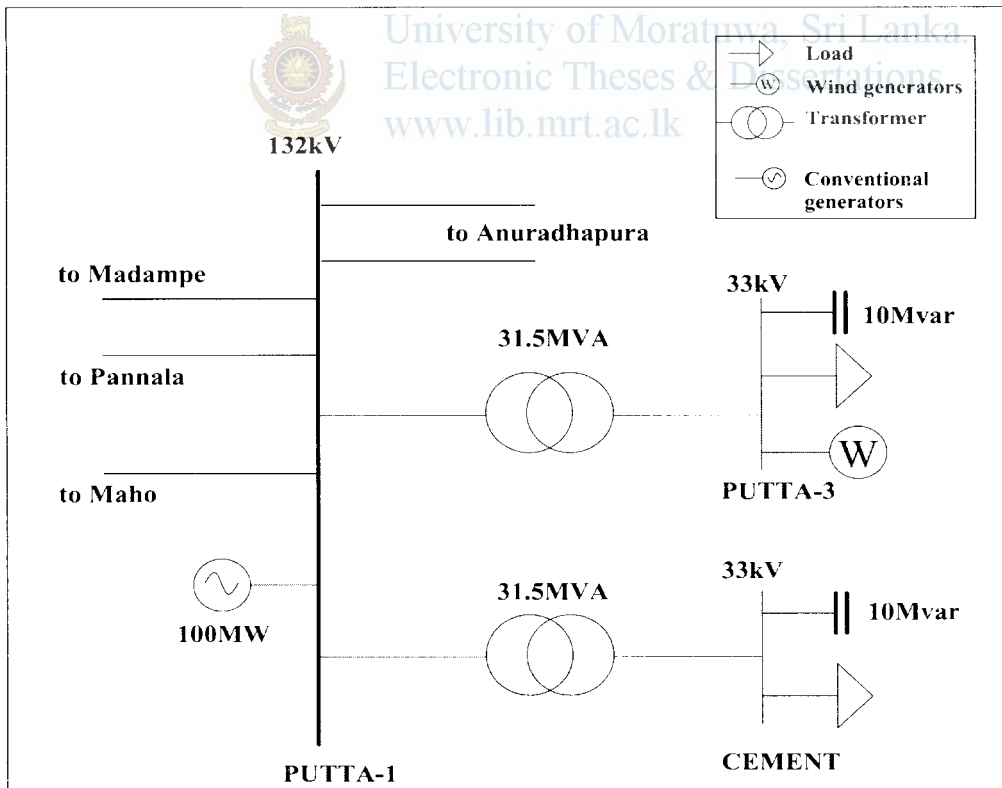 University of Moratuwa, Sri Lanka.
Electronic Theses & Dissertations
www.lib.mrt.ac.lk
Load
W
Wind generators
Transformer
Conventional
generators
132kV
to Anuradhapura
to Madampe
to Pannala
to Maho
100MW
PUTTA-1
31.5MVA
33kV
10Mvar
W
PUTTA-3
31.5MVA
33kV
10Mvar
CEMENT